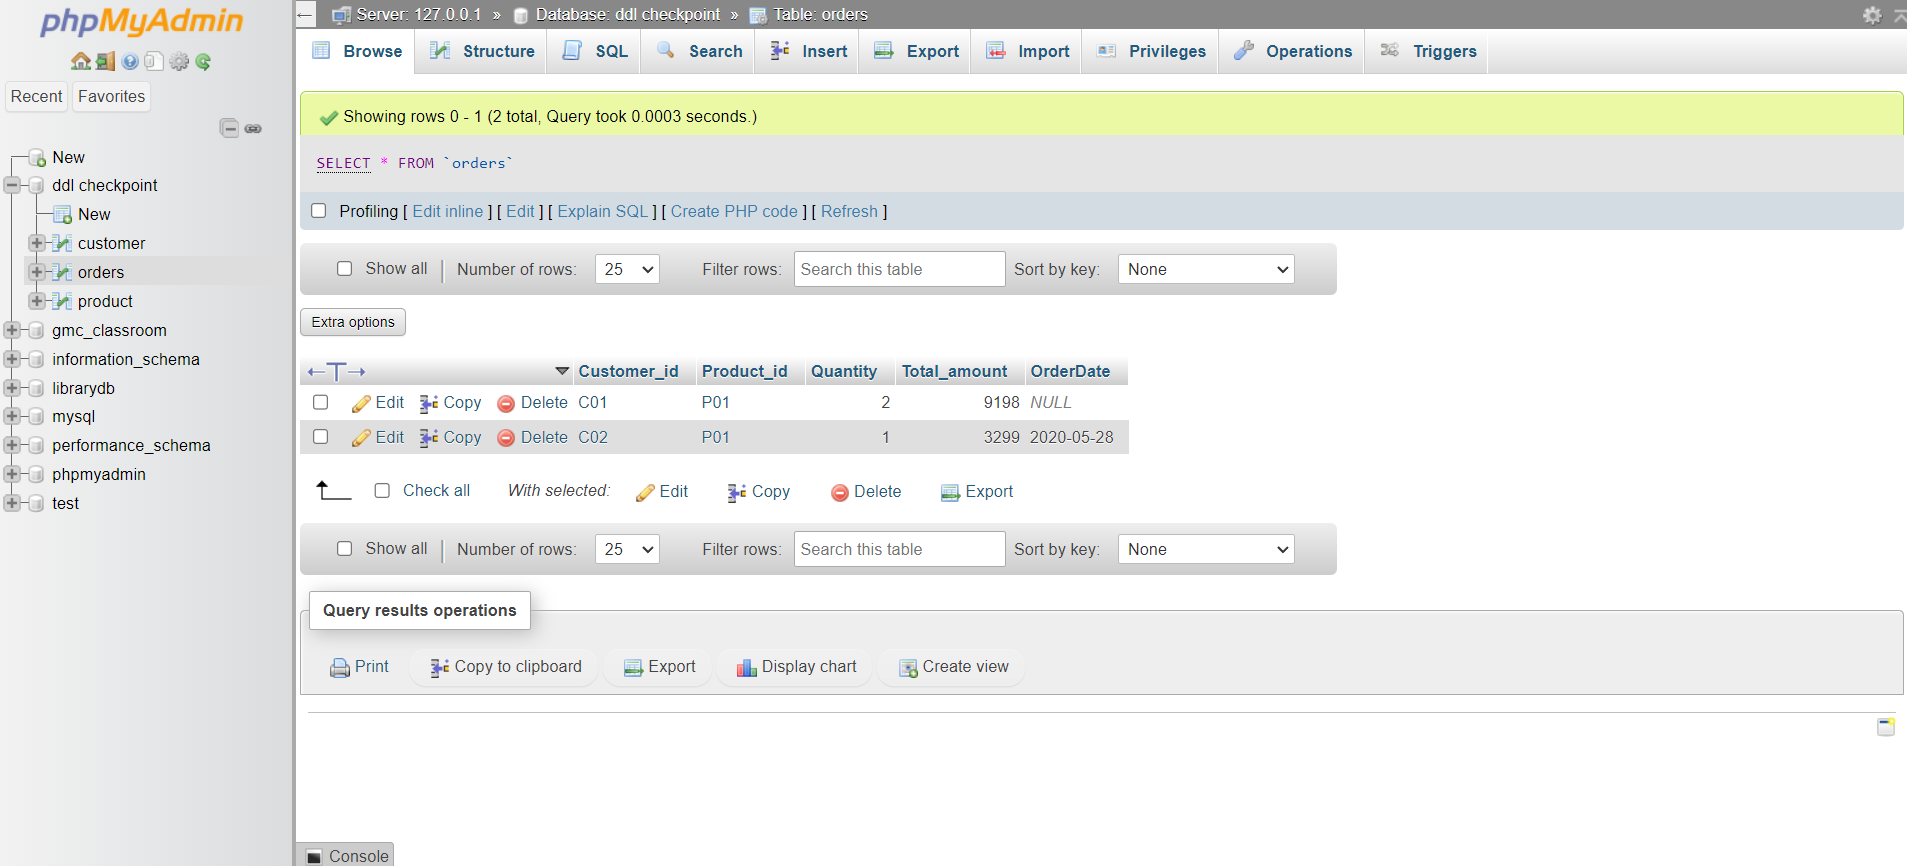 phpMyAdmin
Recent Favorites
New
ddl checkpoint
New
customer
orders
product
gmc_classroom
information_schema
librarydb
mysql
performance_schema
phpmyadmin
test
Server: 127.0.0.1 » Database: ddl checkpoint » Table: orders
Browse Structure SQL Search Insert Export Import Privileges Operations Triggers
Showing rows 0 - 1 (2 total, Query took 0.0003 seconds.)
SELECT * FROM `orders`
Profiling [ Edit inline ] [ Edit ] [ Explain SQL ] [ Create PHP code ] [ Refresh ]
Show all Number of rows: 25 Filter rows: Search this table Sort by key: None
Extra options
←T→ Customer_id Product_id Quantity Total_amount OrderDate
Edit Copy Delete C01 P01 2 9198 NULL
Edit Copy Delete C02 P01 1 3299 2020-05-28
Check all With selected: Edit Copy Delete Export
Show all Number of rows: 25 Filter rows: Search this table Sort by key: None
Query results operations
Print Copy to clipboard Export Display chart Create view
Console